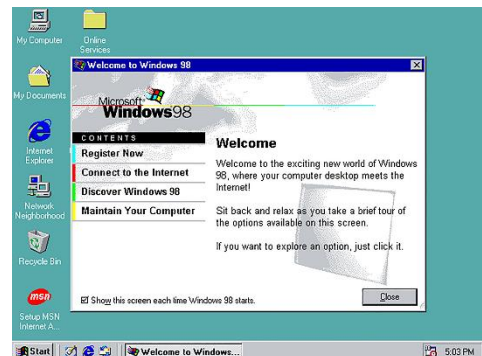 My Computer
Online
Services
My Documents
Internet
Explorer
Network
Neighborhood
Recycle Bin
msn
Setup MSN
Internet A...
Welcome to Windows 98
Microsoft
Windows98
CONTENTS
Register Now
Connect to the Internet
Discover Windows 98
Maintain Your Computer
Welcome
Welcome to the exciting new world of Windows
98, where your computer desktop meets the
Internet!
Sit back and relax as you take a brief tour of
the options available on this screen.
If you want to explore an option, just click it.
Show this screen each time Windows 98 starts.
Close
Start
Welcome to Windows...
5:03 PM